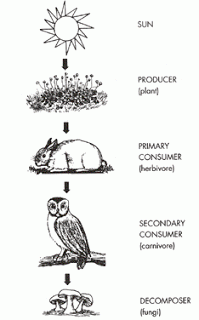 SUN
PRODUCER
(plant)
PRIMARY
CONSUMER
(herbivore)
SECONDARY
CONSUMER
(carnivore)
DECOMPOSER
(fungi)